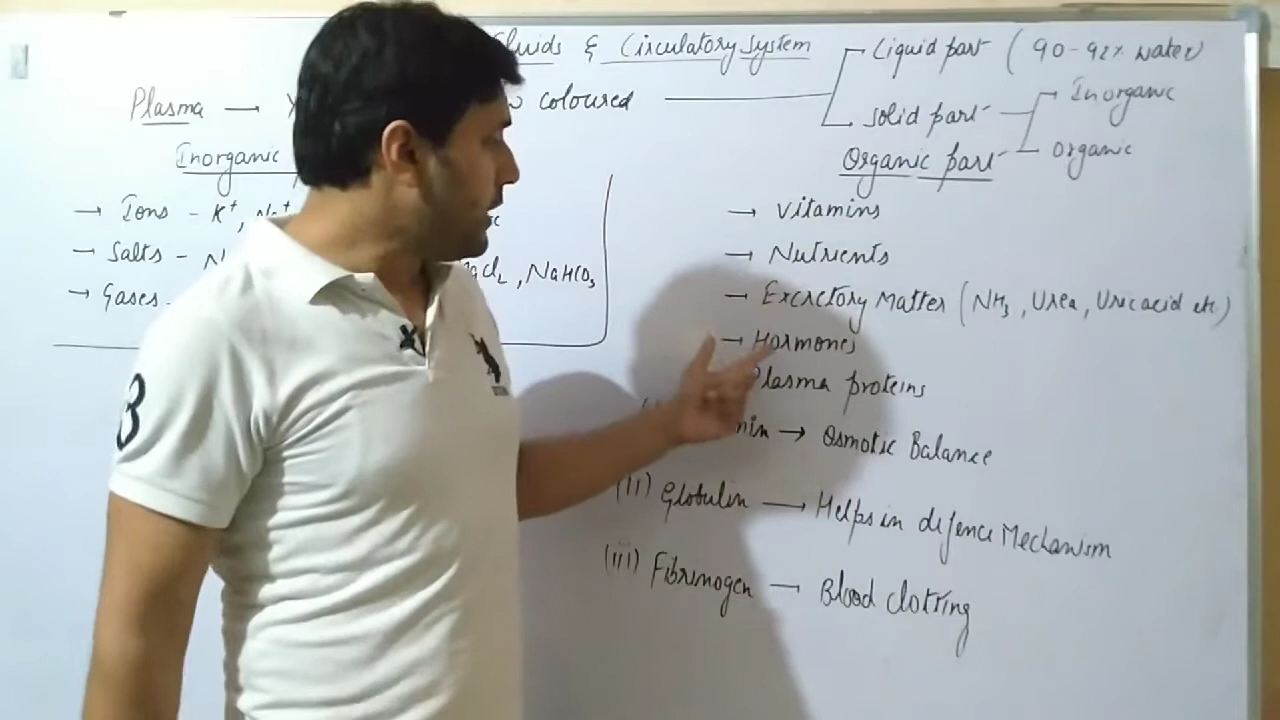 Fluids & Circulatory System
Plasma → coloured
Liquid part (90-92% water)
Solid part
Inorganic
organic
Inorganic
→ Ions - K⁺, Na⁺
→ Salts -
, NaHCO₃
→ Gases -
Organic part
→ Vitamins
→ Nutrients
→ Excretory Matter (NH₃, Urea, Uric acid etc)
→ Hormones
Plasma proteins
→ Osmotic Balance
(ii) Globulin → Helps in defence Mechanism
(iii) Fibrinogen → Blood clotting
3